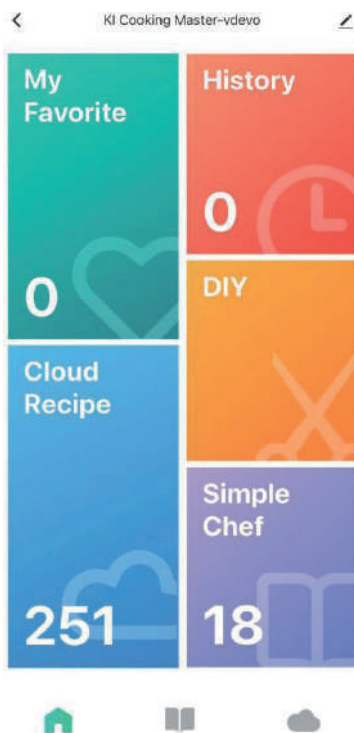 KI Cooking Master-vdevo
My
Favorite
0
History
0
DIY
Cloud
Recipe
251
Simple
Chef
18